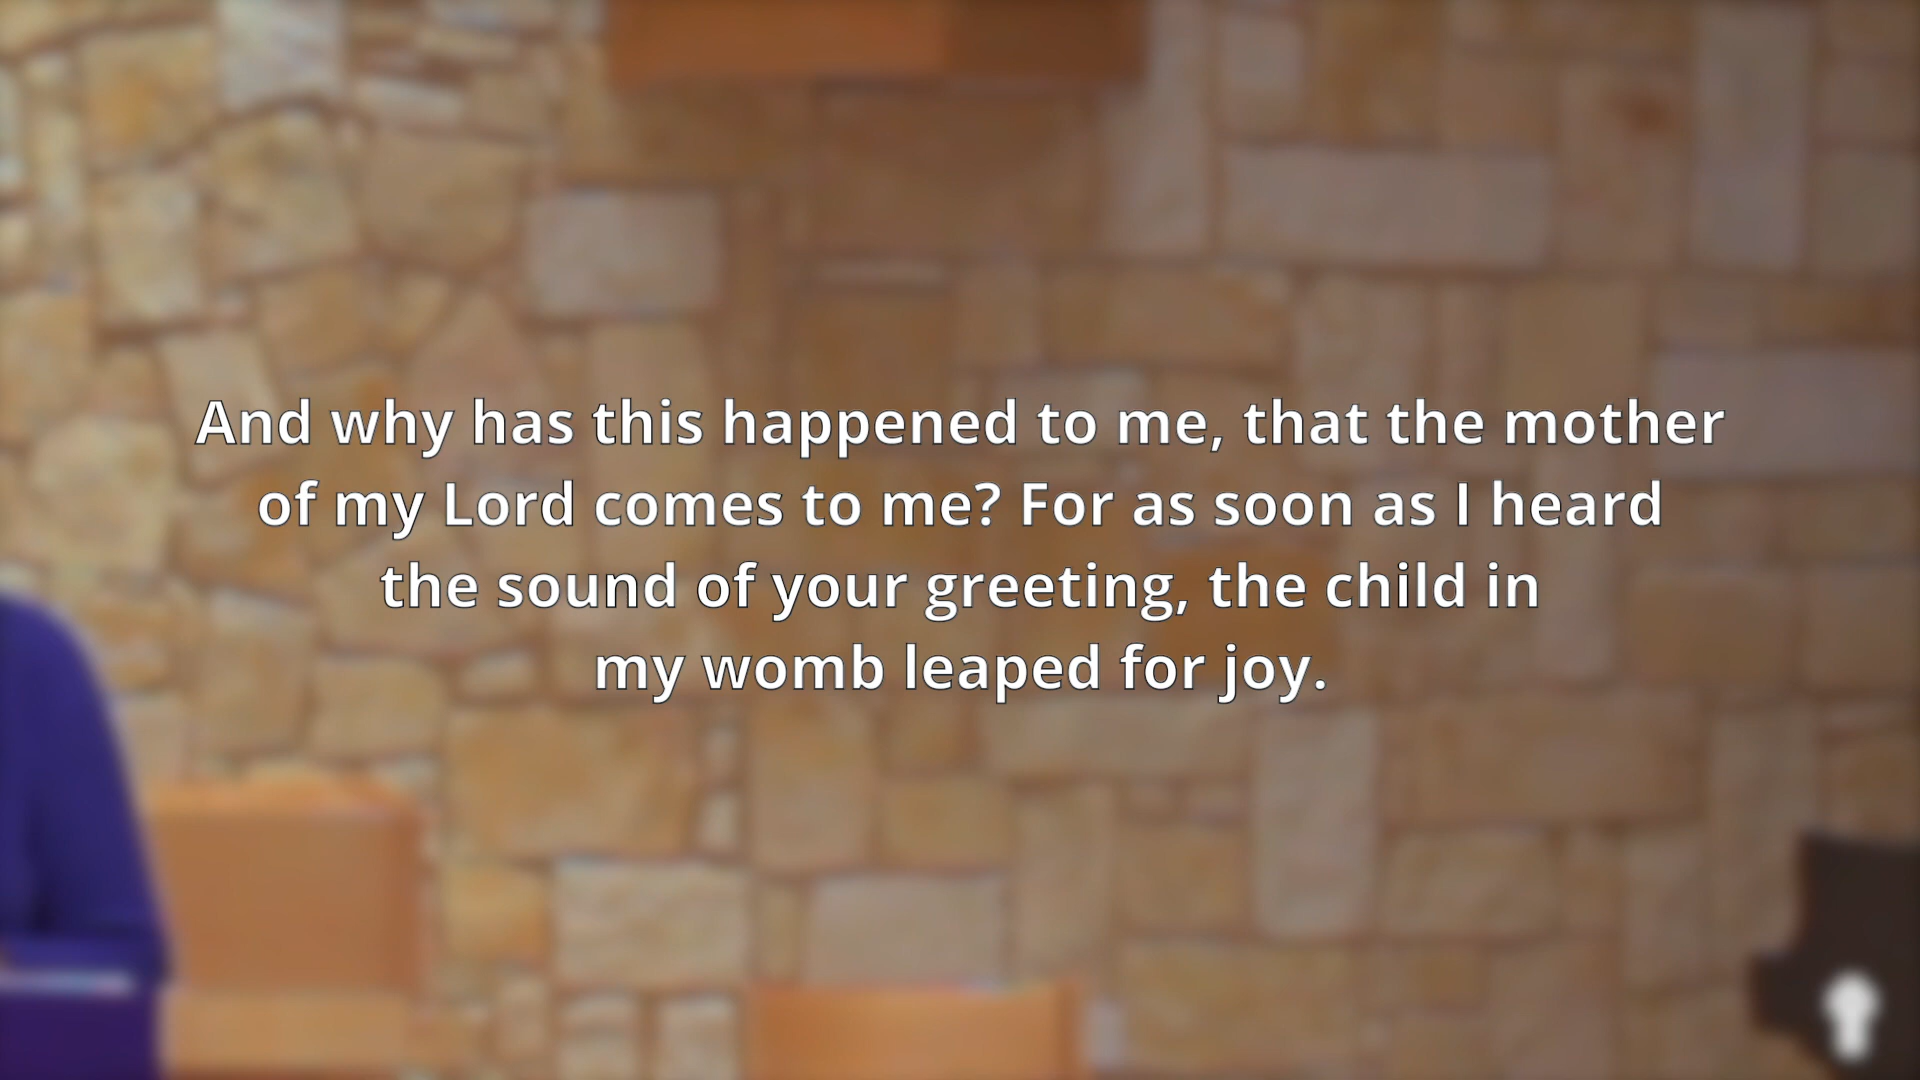 And why has this happened to me, that the mother
of my Lord comes to me? For as soon as I heard
the sound of your greeting, the child in
my womb leaped for joy.